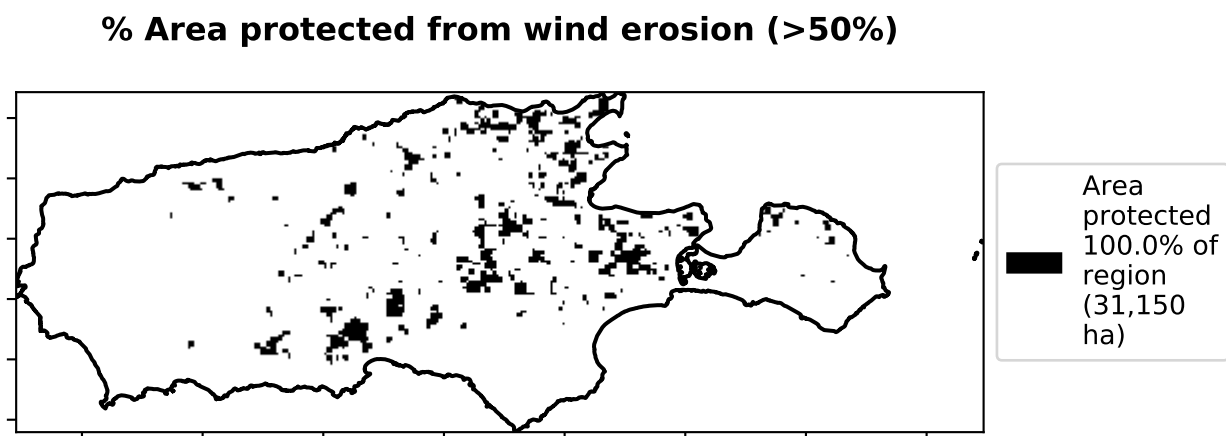 % Area protected from wind erosion (>50%)
Area
protected
100.0% of
region
(31,150
ha)